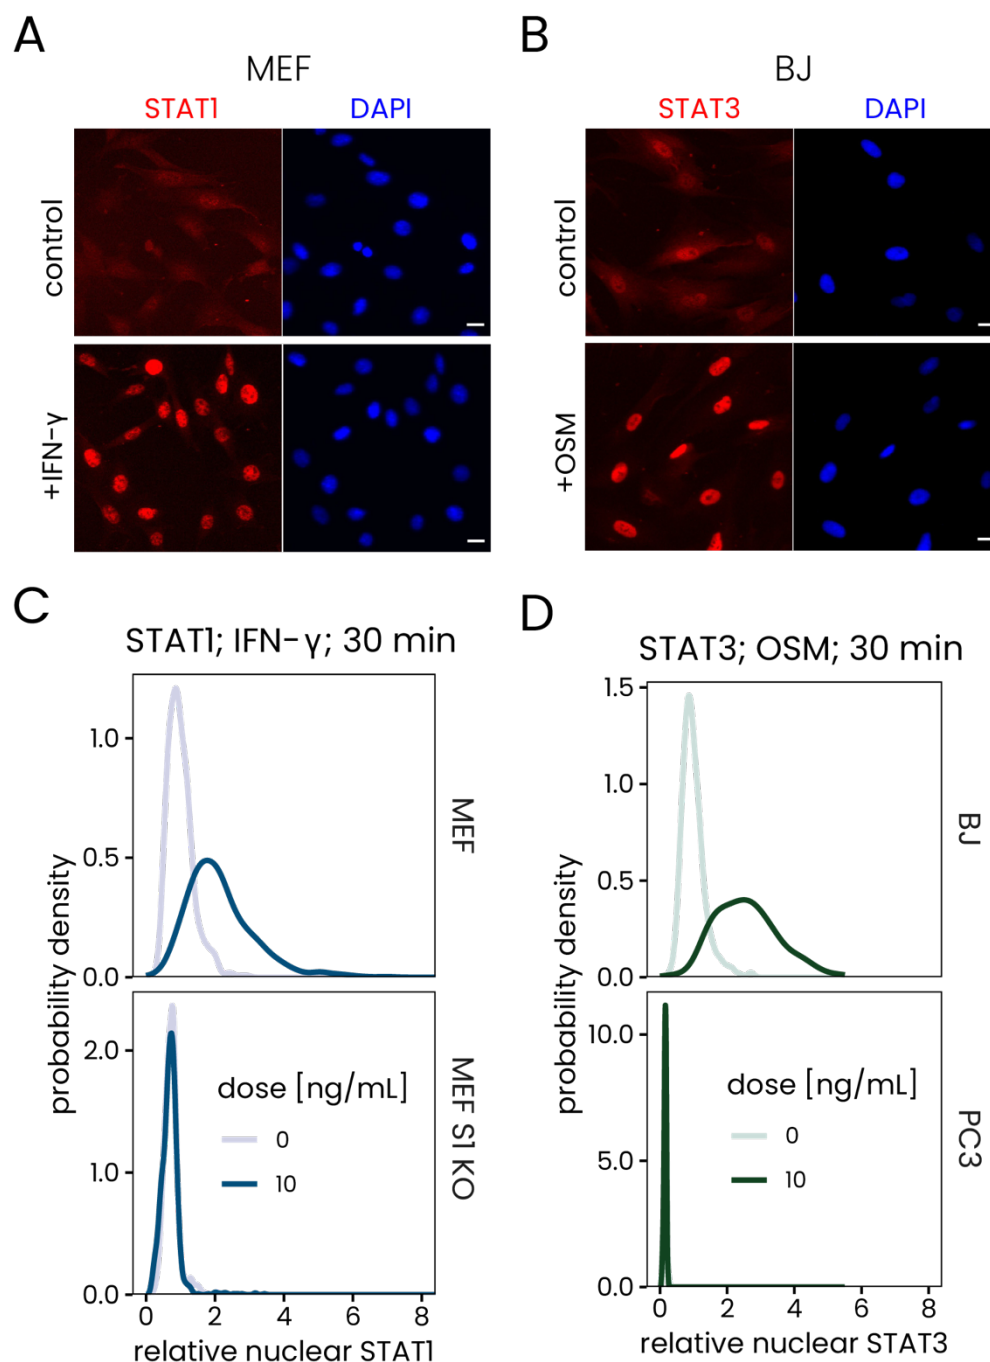 A
MEF
STAT1 DAPI
control
+IFN-γ
B
BJ
STAT3 DAPI
control
+OSM
C
STAT1; IFN-γ; 30 min
probability density
1.0
0.5
0.0
MEF
2.0
1.0
0.0
MEF S1 KO
dose [ng/mL]
0
10
0 2 4 6 8
relative nuclear STAT1
D
STAT3; OSM; 30 min
probability density
1.5
1.0
0.5
0.0
BJ
10.0
5.0
0.0
PC3
dose [ng/mL]
0
10
0 2 4 6 8
relative nuclear STAT3